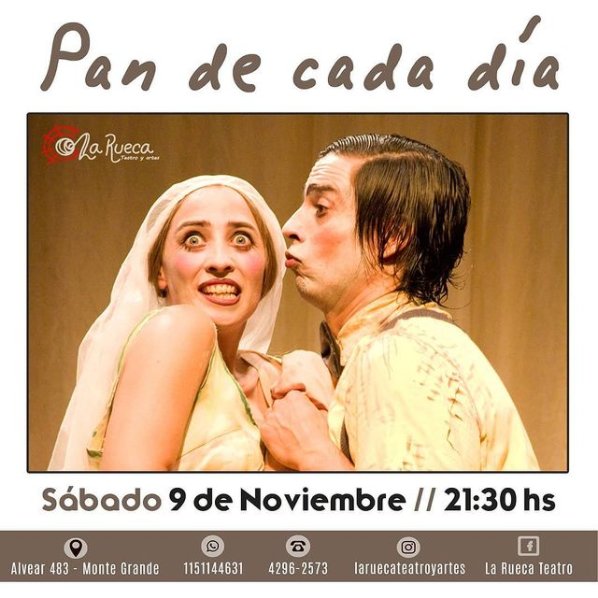 Pan de cada día
La Rueca
Teatro y artes
Sábado 9 de Noviembre // 21:30 hs
Alvear 483 - Monte Grande 1151144631 4296-2573 laruecateatroyartes La Rueca Teatro